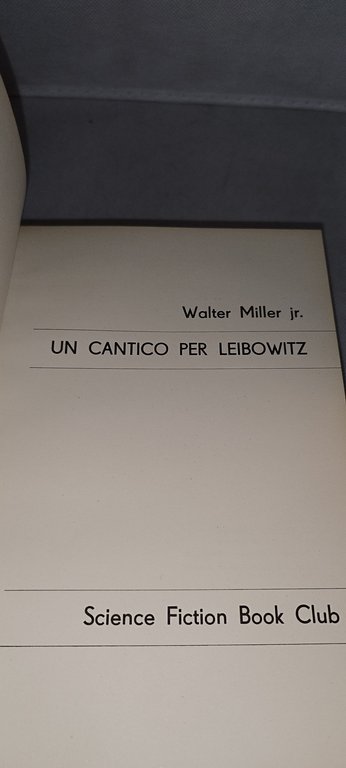 Walter Miller jr.
UN CANTICO PER LEIBOWITZ
Science Fiction Book Club